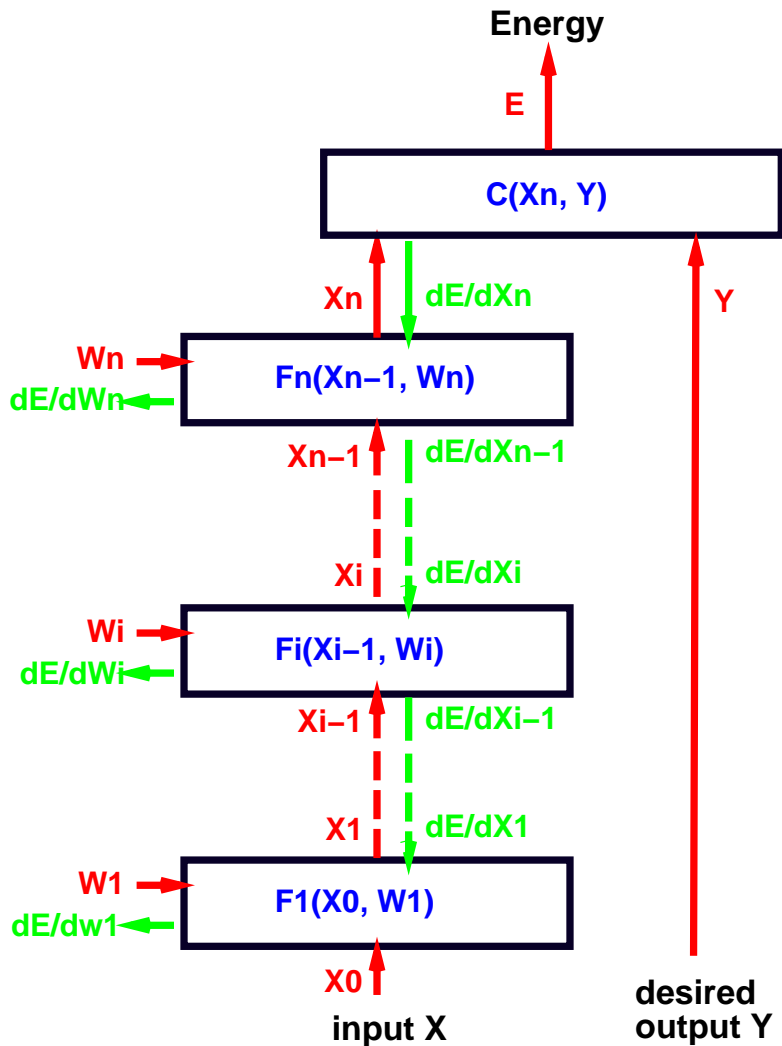 Energy
E
C(Xn, Y)
Xn
dE/dXn
Y
Wn
Fn(Xn−1, Wn)
dE/dWn
Xn−1
dE/dXn−1
Xi
dE/dXi
Wi
Fi(Xi−1, Wi)
dE/dWi
Xi−1
dE/dXi−1
X1
dE/dX1
W1
F1(X0, W1)
dE/dw1
X0
input X
desired
output Y